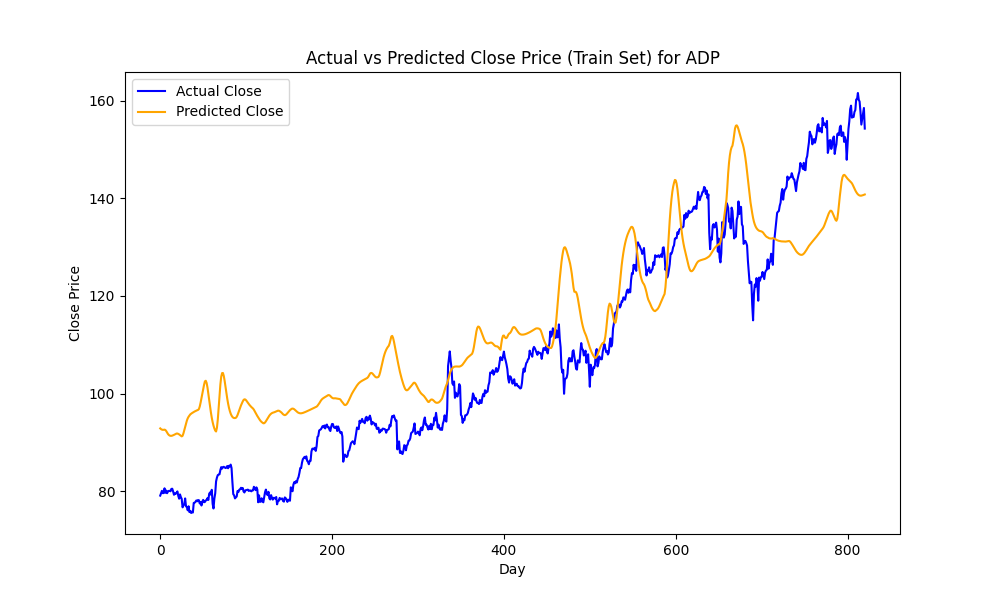 Actual vs Predicted Close Price (Train Set) for ADP
Actual Close
Predicted Close
Close Price
160
140
120
100
80
0 200 400 600 800
Day